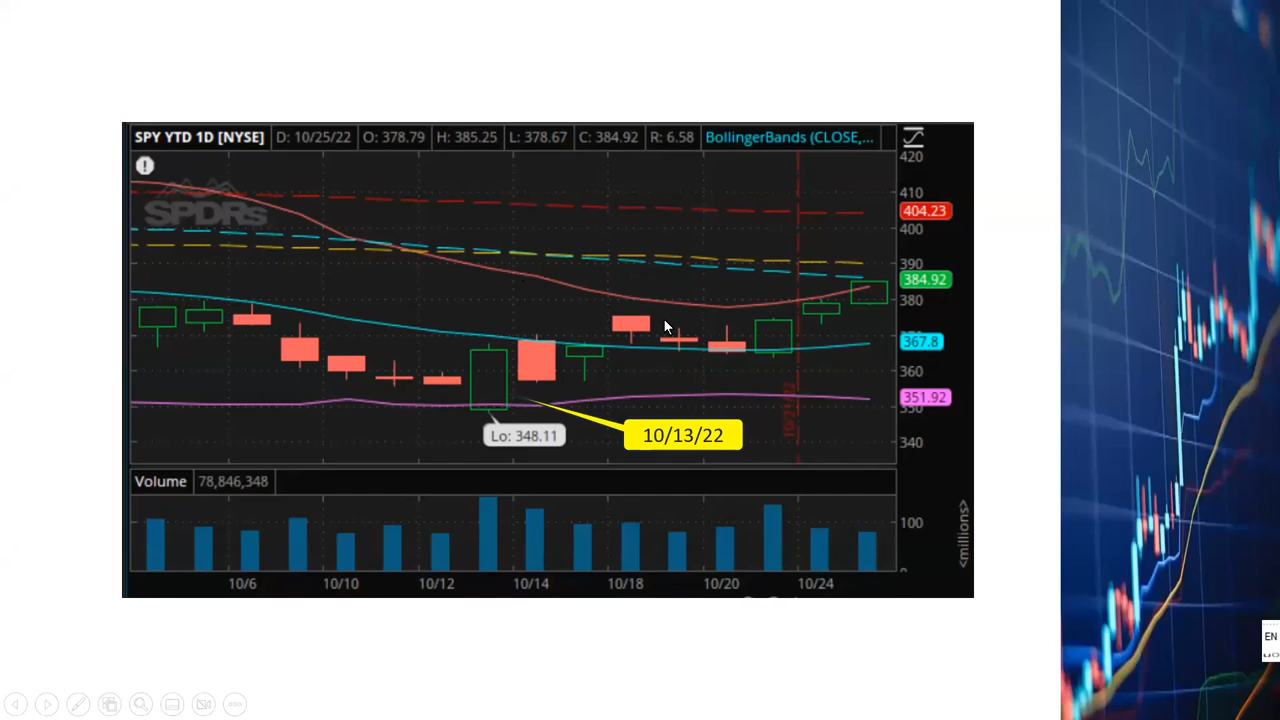 SPY YTD 1D [NYSE] D: 10/25/22 O: 378.79 H: 385.25 L: 378.67 C: 384.92 R: 6.58 BollingerBands (CLOSE,...
SPDRs
420
410
404.23
400
390
384.92
380
367.8
360
351.92
340
10/21/22
Lo: 348.11
10/13/22
Volume 78,846,348
100
<millions>
10/6 10/10 10/12 10/14 10/18 10/20 10/24
EN